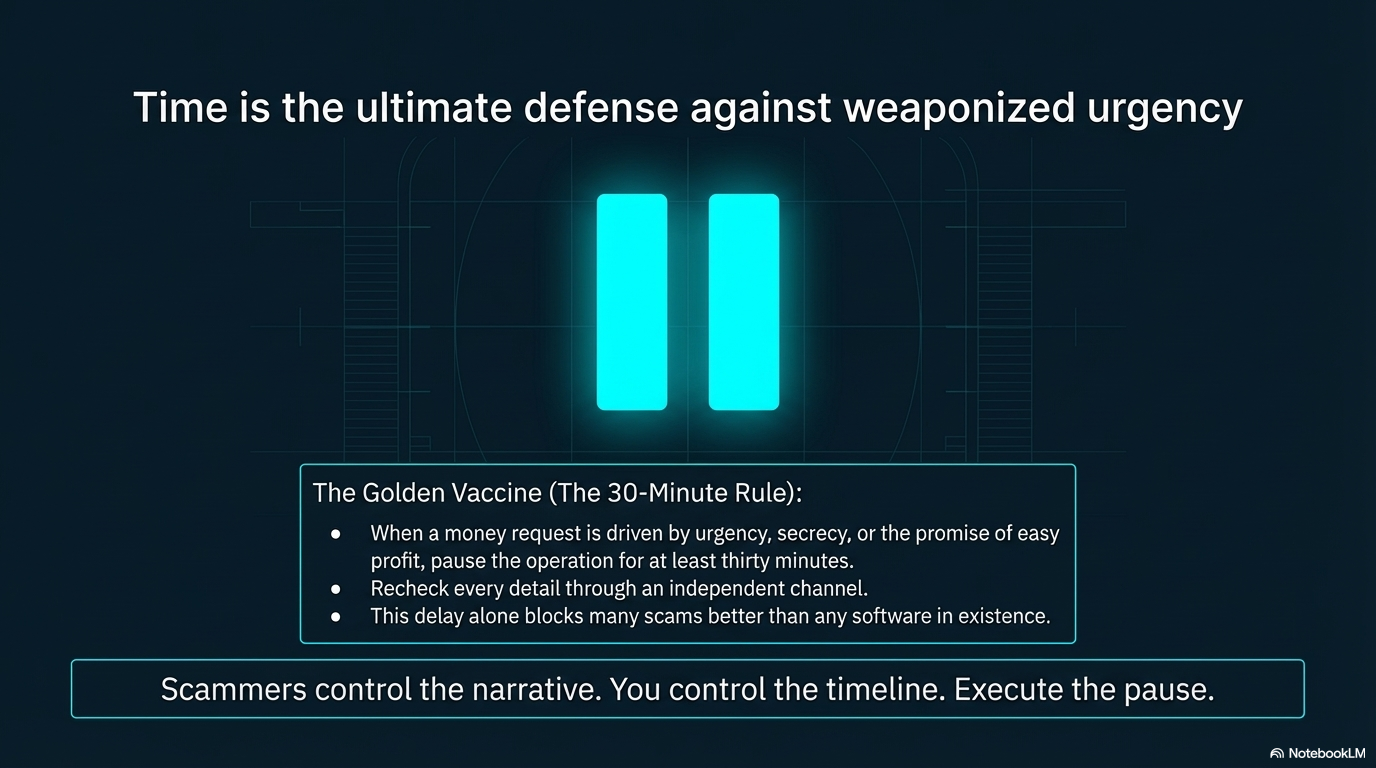 Time is the ultimate defense against weaponized urgency
The Golden Vaccine (The 30-Minute Rule):
● When a money request is driven by urgency, secrecy, or the promise of easy
profit, pause the operation for at least thirty minutes.
● Recheck every detail through an independent channel.
● This delay alone blocks many scams better than any software in existence.
Scammers control the narrative. You control the timeline. Execute the pause.
NotebookLM